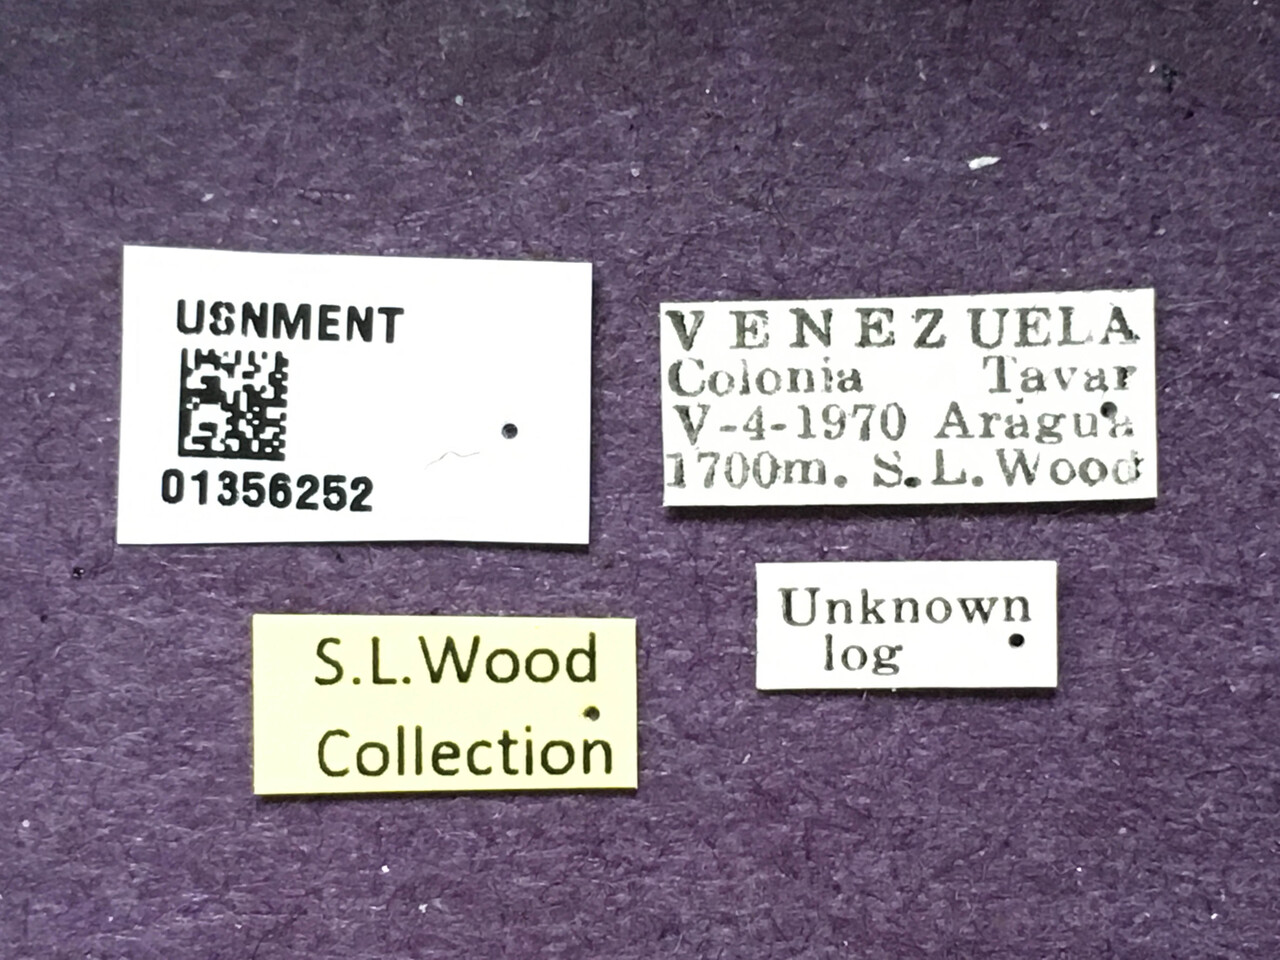 USNMENT
01356252
VENEZUELA
Colonia Tavar
V-4-1970 Aragua
1700m. S.L.Wood
Unknown
log
S.L.Wood
Collection